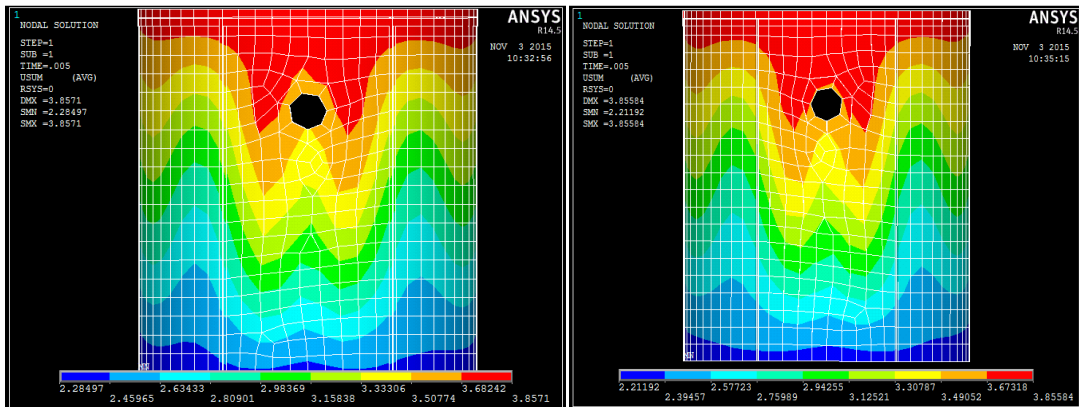 1
NODAL SOLUTION
STEP=1
SUB =1
TIME=.005
USUM (AVG)
RSYS=0
DMX=3.8571
SMN=2.28497
SMX=3.8571
ANSYS
R14.5
NOV 3 2015
10:32:56
MN
2.28497 2.63433 2.98369 3.33306 3.68242
2.45965 2.80901 3.15838 3.50774 3.8571
1
NODAL SOLUTION
STEP=1
SUB =1
TIME=.005
USUM (AVG)
RSYS=0
DMX=3.85584
SMN=2.21192
SMX=3.85584
ANSYS
R14.5
NOV 3 2015
10:35:15
MN
2.21192 2.57723 2.94255 3.30787 3.67318
2.39457 2.75989 3.12521 3.49052 3.85584